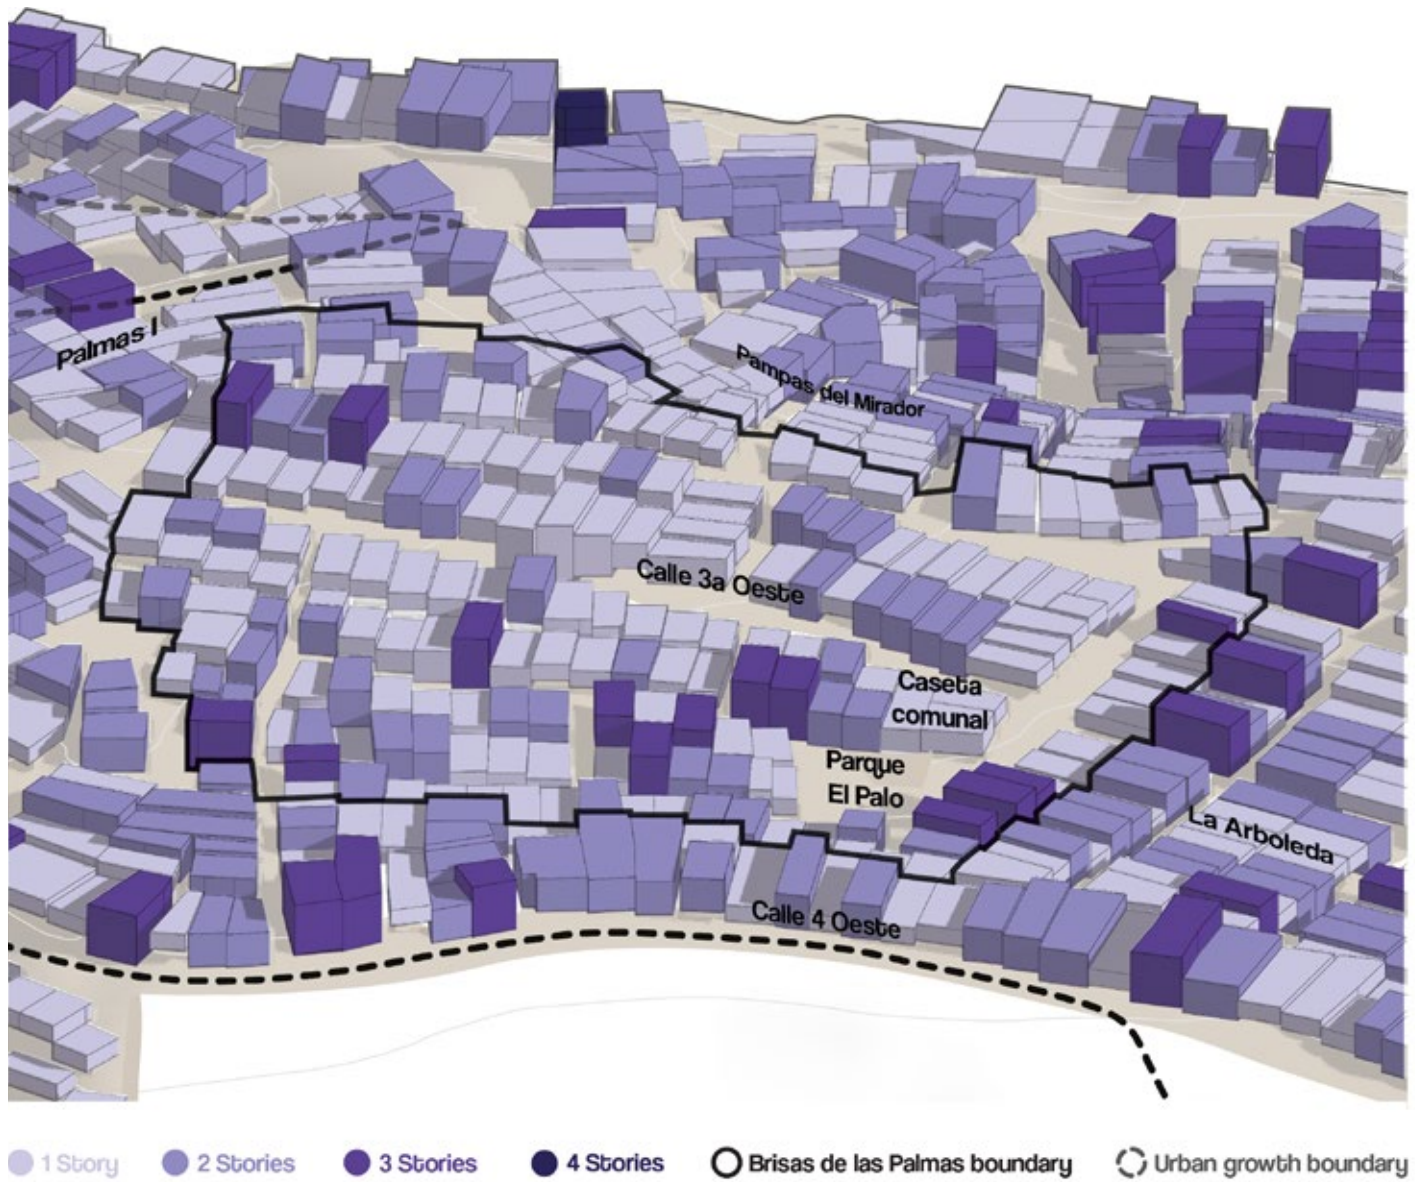 Palmas I
Pampas del Mirador
Calle 3a Oeste
Caseta
comunal
Parque
El Palo
La Arboleda
Calle 4 Oeste
1 Story
2 Stories
3 Stories
4 Stories
Brisas de las Palmas boundary
Urban growth boundary